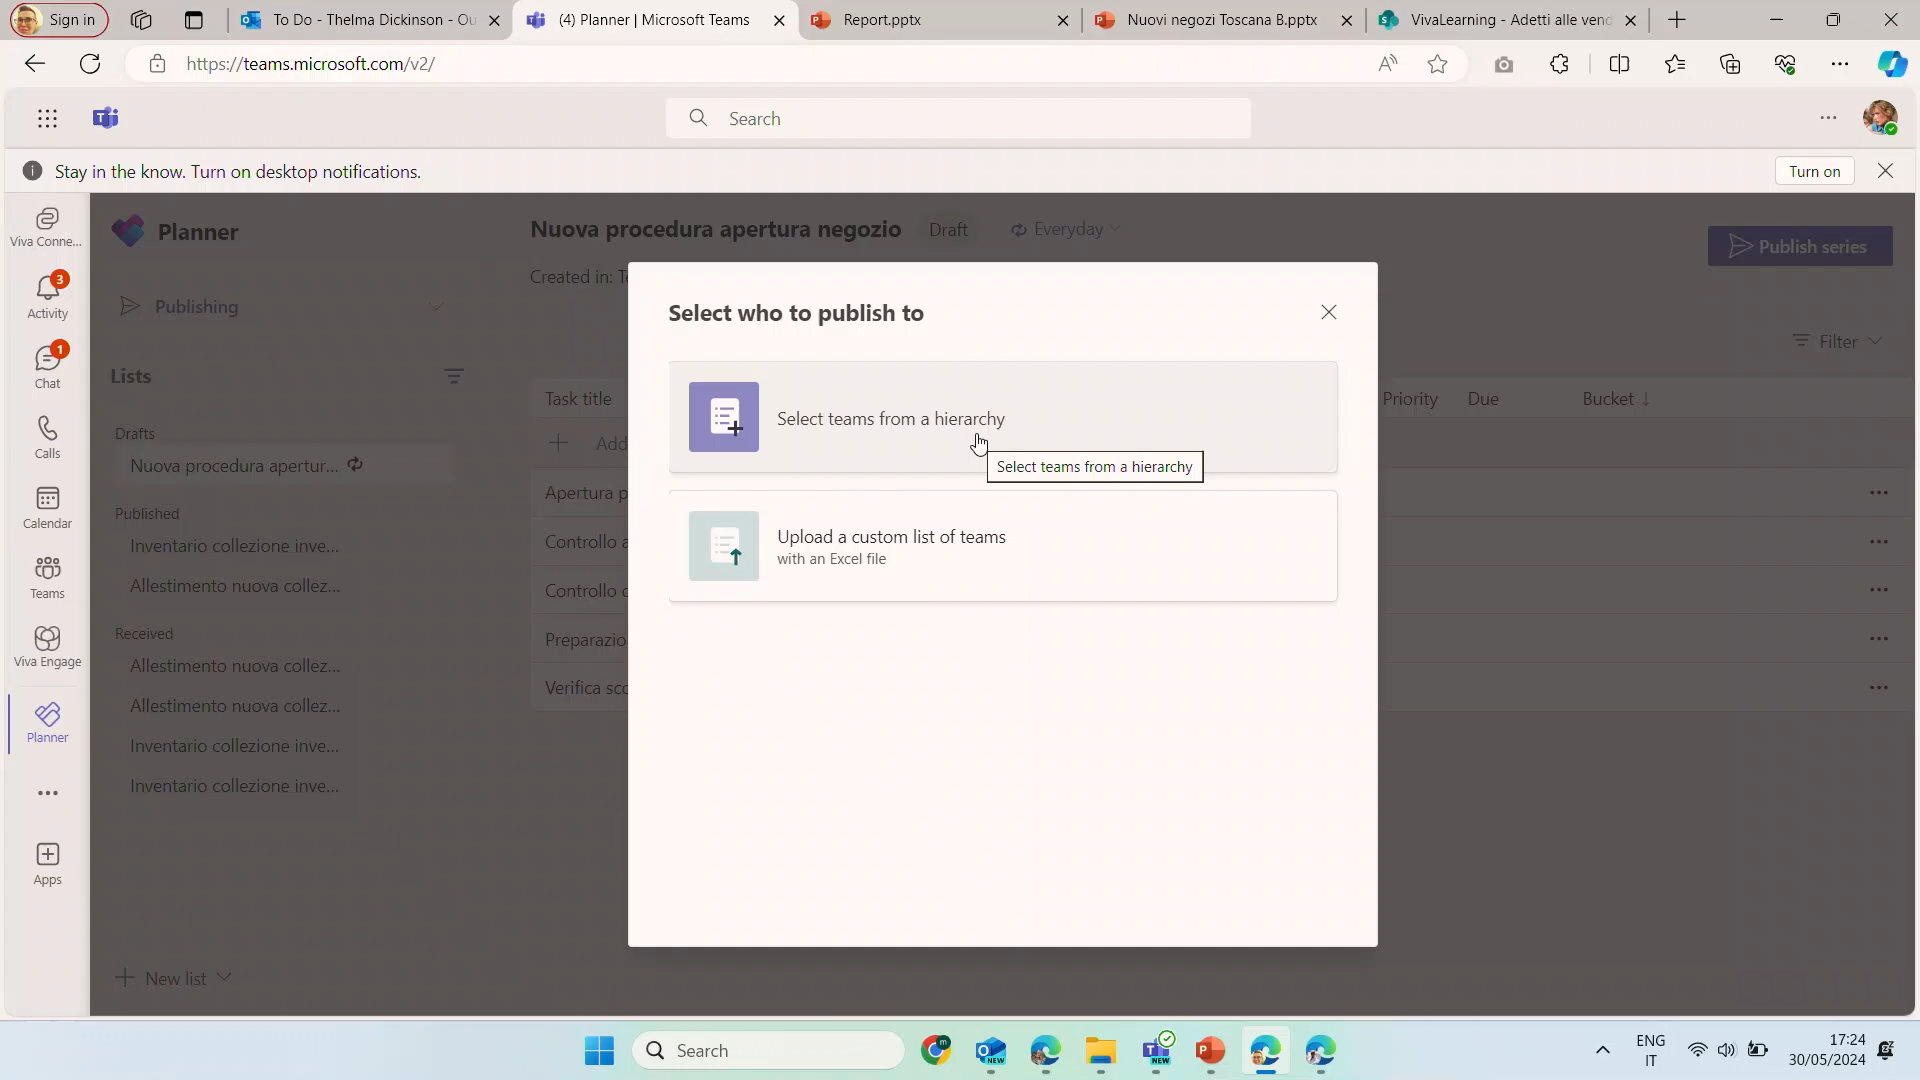 Sign in
To Do - Thelma Dickinson - Ou
(4) Planner | Microsoft Teams
Report.pptx
Nuovi negozi Toscana B.pptx
VivaLearning - Adetti alle vend
https://teams.microsoft.com/v2/
Search
Stay in the know. Turn on desktop notifications.
Turn on
Viva Conne...
3
Activity
1
Chat
Calls
Calendar
Teams
Viva Engage
Planner
Apps
Planner
Publishing
Lists
Drafts
Nuova procedura apertur...
Published
Inventario collezione inve...
Allestimento nuova collez...
Received
Allestimento nuova collez...
Allestimento nuova collez...
Inventario collezione inve...
Inventario collezione inve...
New list
Nuova procedura apertura negozio
Draft
Everyday
Publish series
Created in: T
Filter
Task title
Priority
Due
Bucket
Add
Apertura p
Controllo a
Controllo c
Preparazio
Verifica sco
Select who to publish to
Select teams from a hierarchy
Select teams from a hierarchy
Upload a custom list of teams
with an Excel file
Search
NEW
NEW
ENG
IT
17:24
30/05/2024